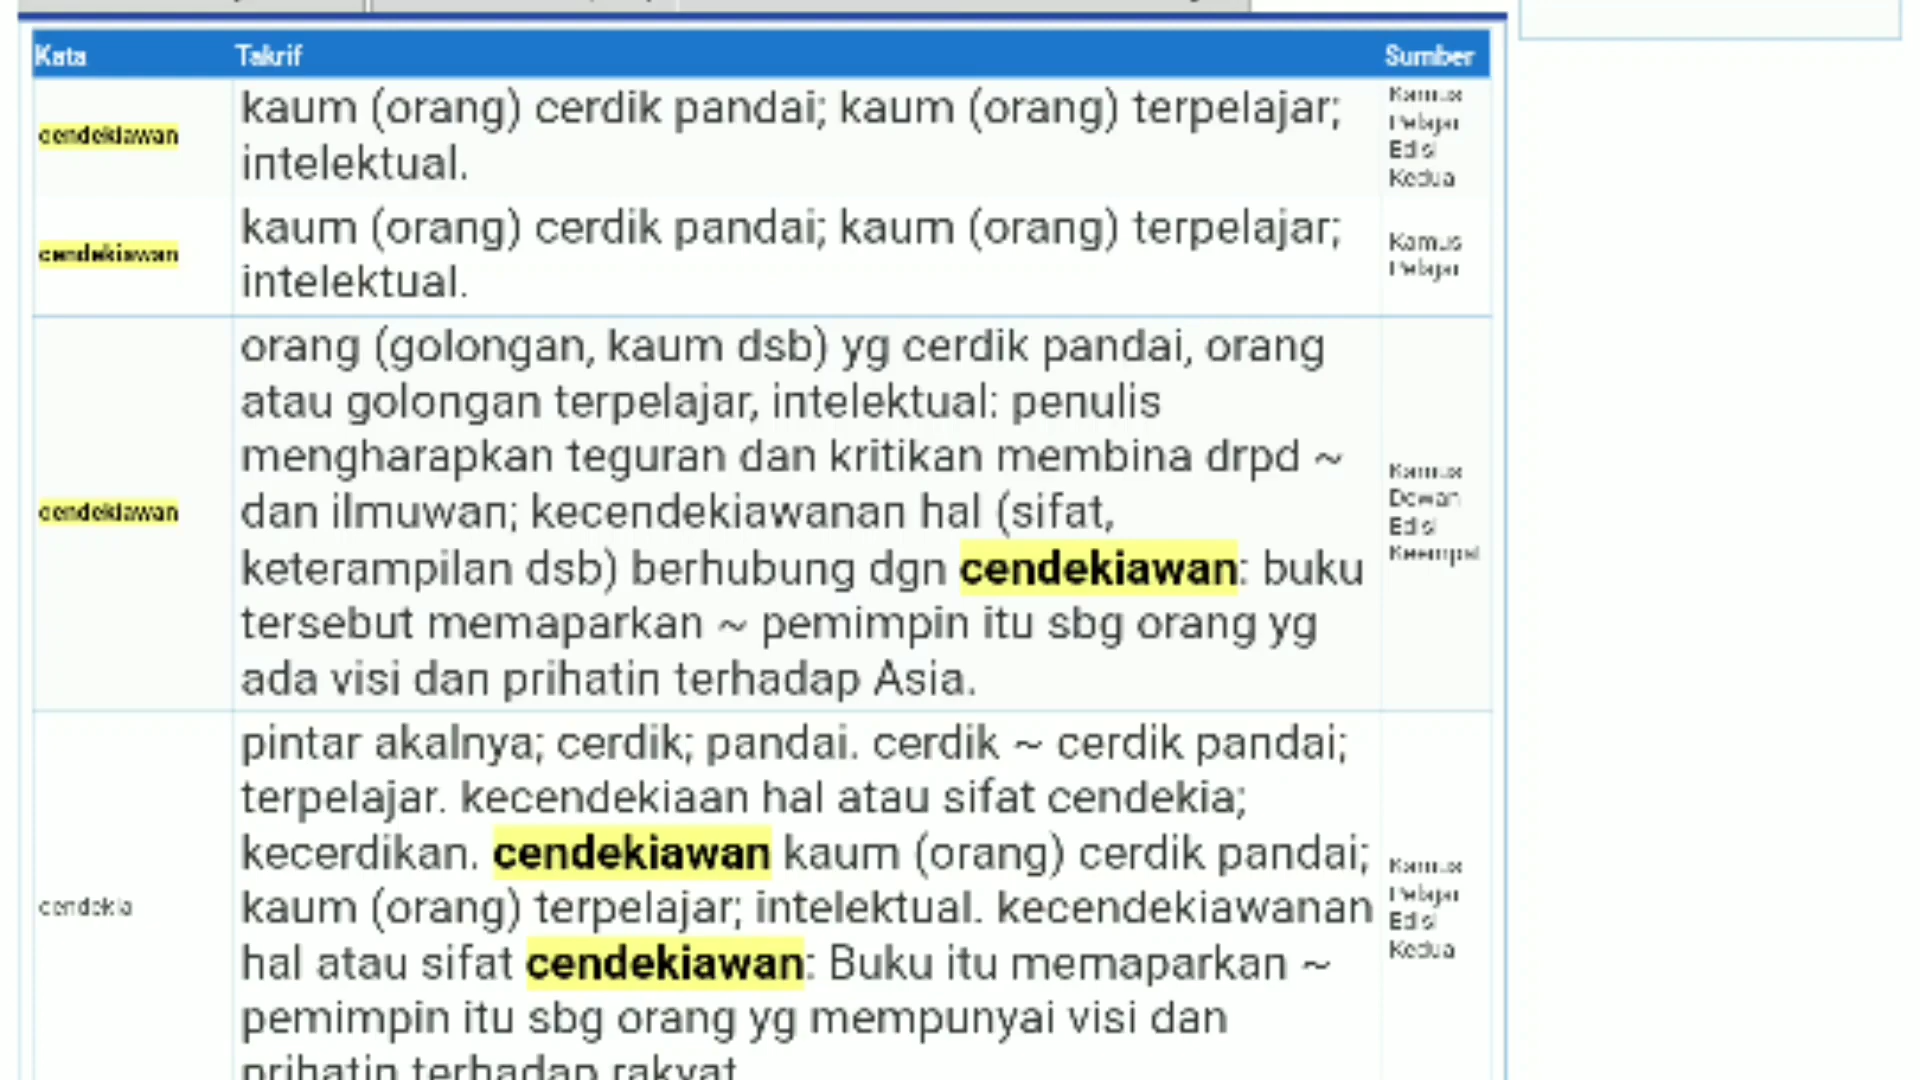 Kata Takrif Sumber
cendekiawan
kaum (orang) cerdik pandai; kaum (orang) terpelajar;
intelektual.
Kamus
Pelajar
Edisi
Kedua
cendekiawan
kaum (orang) cerdik pandai; kaum (orang) terpelajar;
intelektual.
Kamus
Pelajar
cendekiawan
orang (golongan, kaum dsb) yg cerdik pandai, orang
atau golongan terpelajar, intelektual: penulis
mengharapkan teguran dan kritikan membina drpd ~
dan ilmuwan; kecendekiawanan hal (sifat,
keterampilan dsb) berhubung dgn cendekiawan: buku
tersebut memaparkan ~ pemimpin itu sbg orang yg
ada visi dan prihatin terhadap Asia.
Kamus
Dewan
Edisi
Keempat
cendekia
pintar akalnya; cerdik; pandai. cerdik ~ cerdik pandai;
terpelajar. kecendekiaan hal atau sifat cendekia;
kecerdikan. cendekiawan kaum (orang) cerdik pandai;
kaum (orang) terpelajar; intelektual. kecendekiawanan
hal atau sifat cendekiawan: Buku itu memaparkan ~
pemimpin itu sbg orang yg mempunyai visi dan
prihatin terhadap rakyat
Kamus
Pelajar
Edisi
Kedua